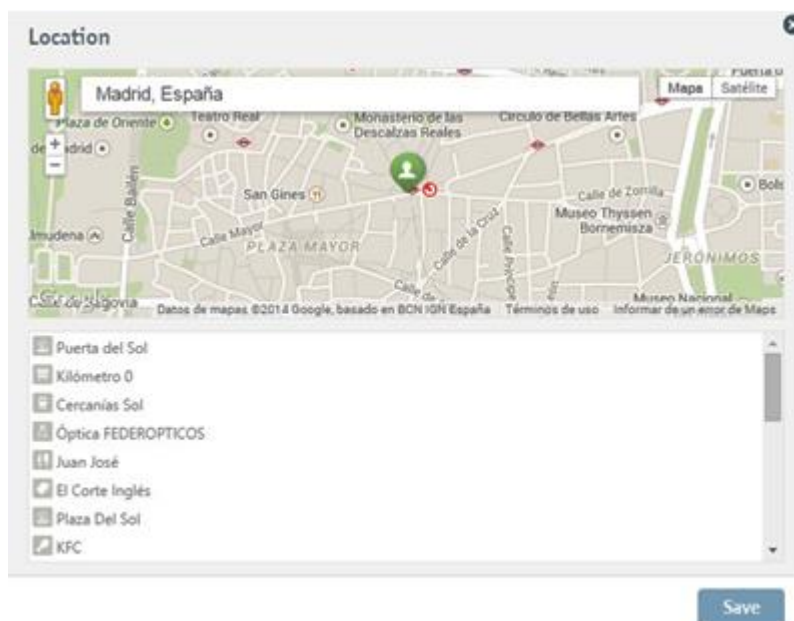 Location
Madrid, España
Mapa Satélite
Plaza de Oriente
Teatro Real
Monasterio de las
Descalzas Reales
Círculo de Bellas Artes
San Gines
Calle Bailén
Calle de Zorrilla
Museo Thyssen
Bornemisza
Calle Mayor
PLAZA MAYOR
Calle de la Cruz
Calle Príncipe
JERÓNIMOS
Museo Nacional
Datos de mapas ©2014 Google, basado en BCN IGN España Términos de uso Informar de un error de Maps
Puerta del Sol
Kilómetro 0
Cercanías Sol
Óptica FEDEROPTICOS
Juan José
El Corte Inglés
Plaza Del Sol
KFC
Save